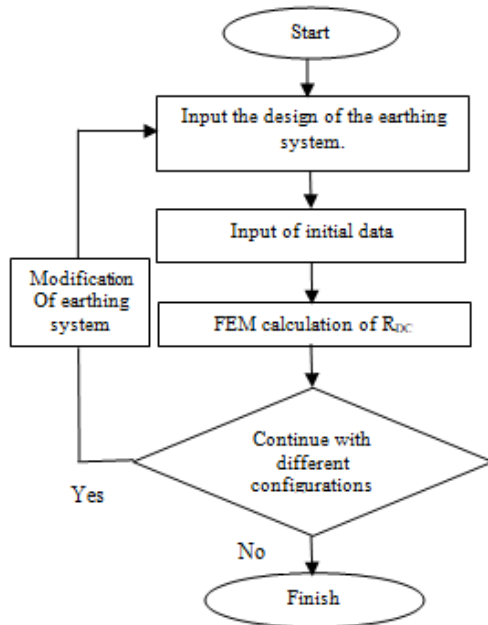 Start
Input the design of the earthing
system.
Input of initial data
Modification
Of earthing
system
FEM calculation of RDC
Continue with
different
configurations
Yes
No
Finish